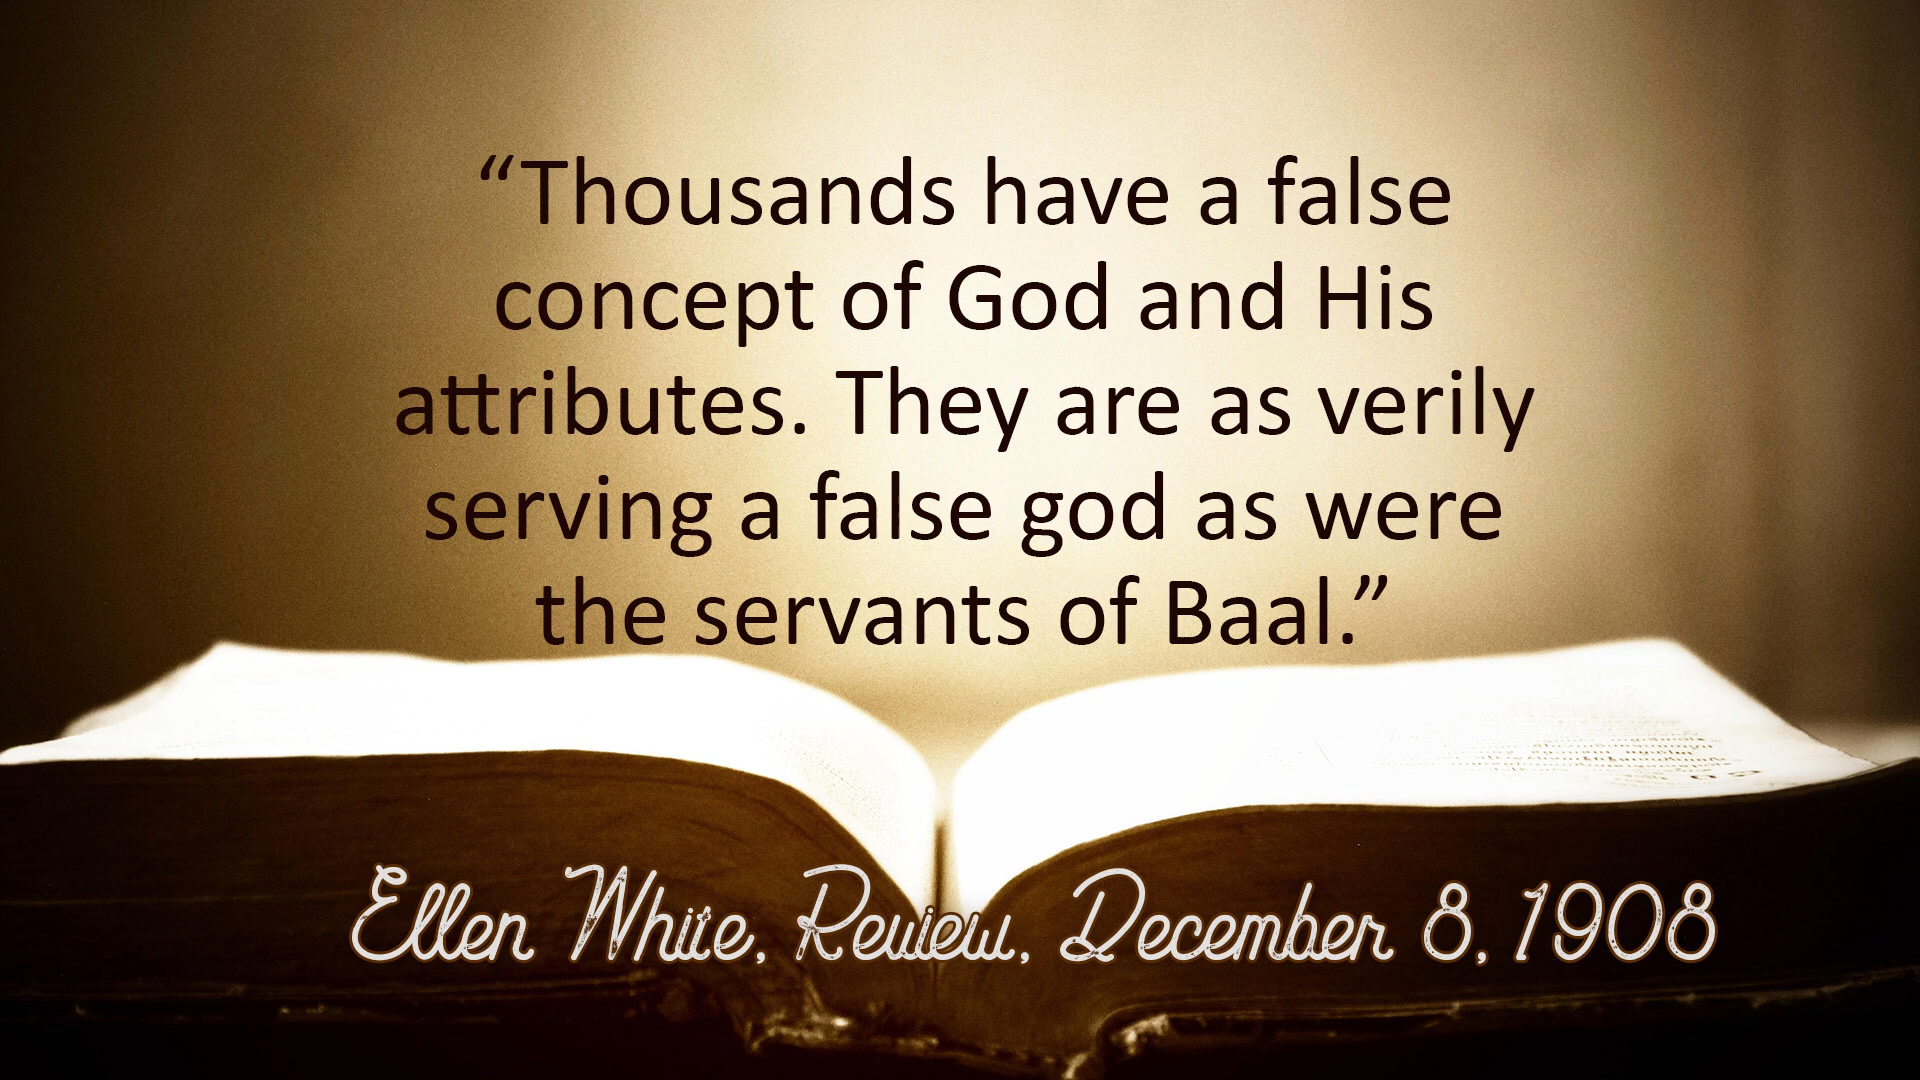 “Thousands have a false
concept of God and His
attributes. They are as verily
serving a false god as were
the servants of Baal.”
Ellen White, Review, December 8, 1908